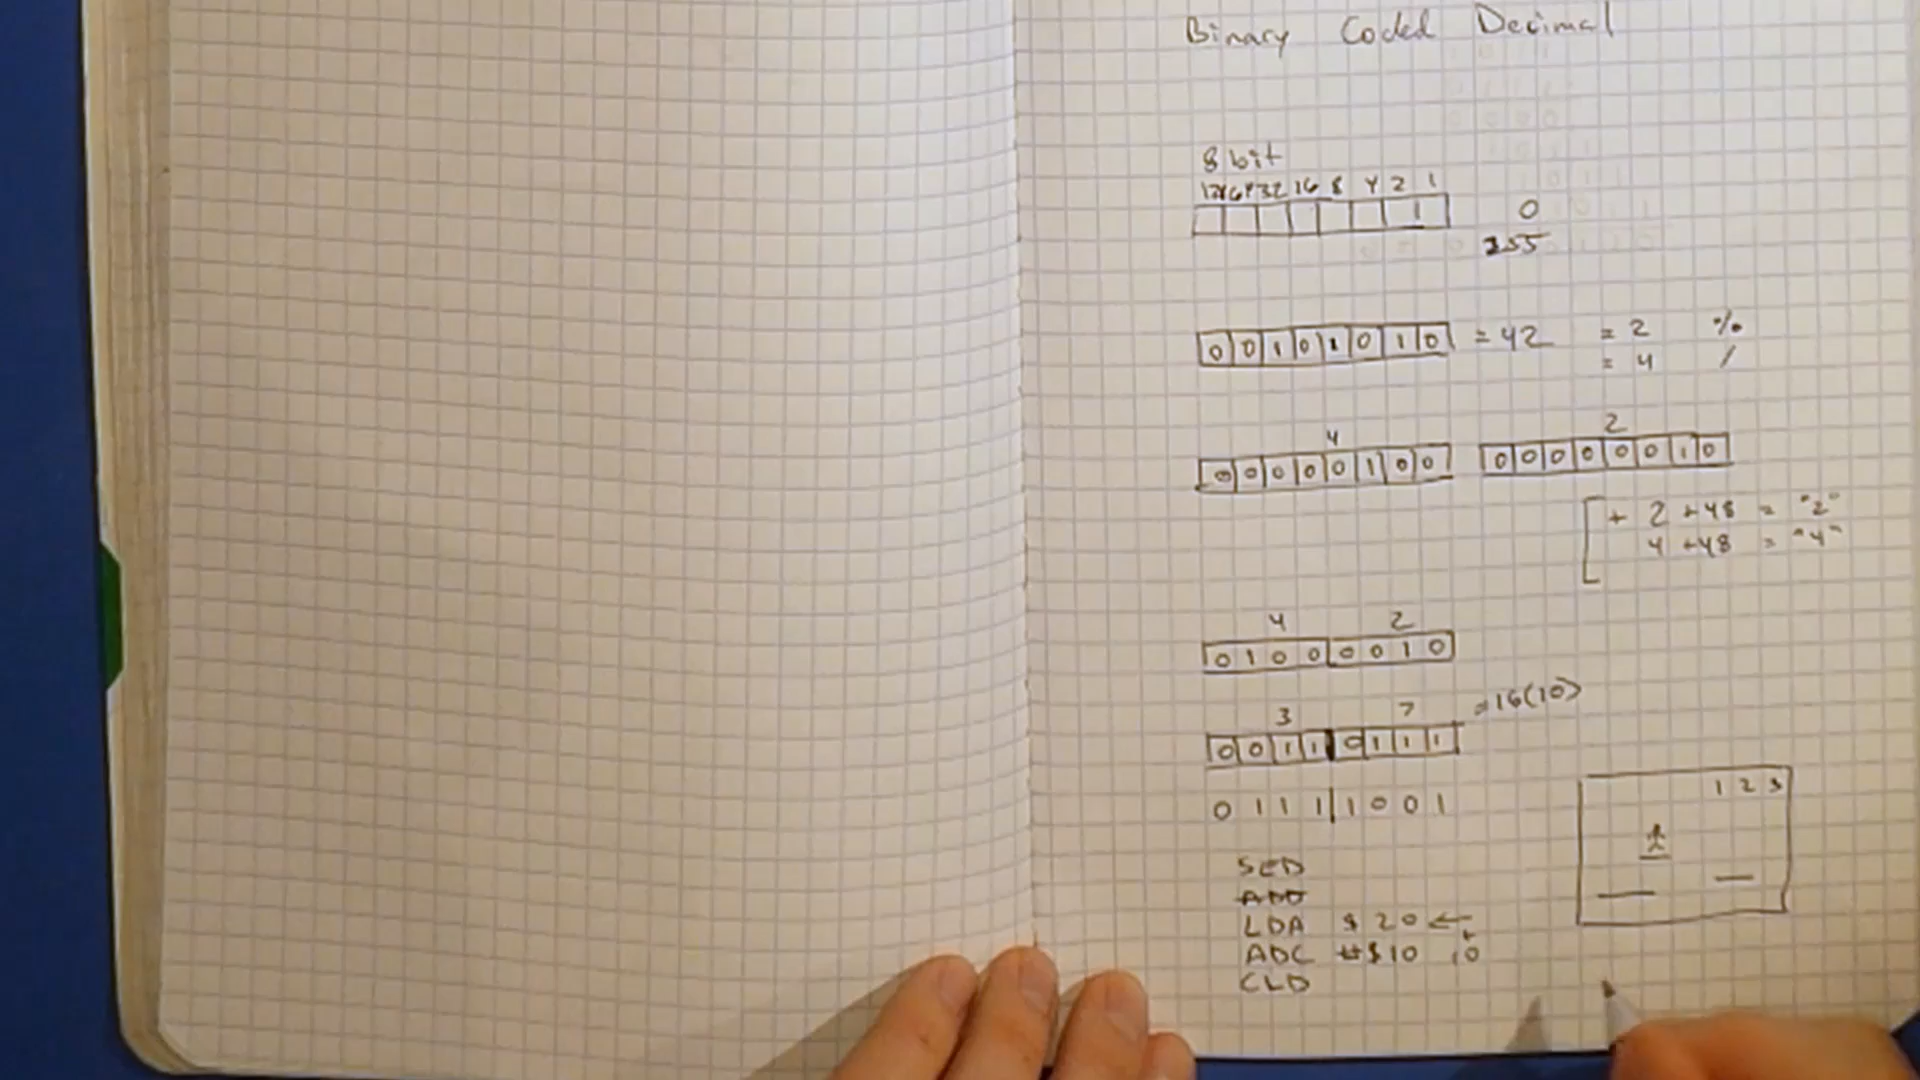 Binary Coded Decimal
8 bit
128 64 32 16 8 4 2 1
1 0
255
0 0 1 0 1 0 1 0 = 42 = 2 %
= 4 /
4 2
0 0 0 0 0 1 0 0 0 0 0 0 0 0 1 0
+ 2 +48 = "2"
4 +48 = "4"
4 2
0 1 0 0 0 0 1 0
3 7 = 16(10)
0 0 1 1 0 1 1 1
1 2 3
0 1 1 1 | 1 0 0 1
SED
ADD
LDA $ 20 ←
ADC #$10 10
CLD